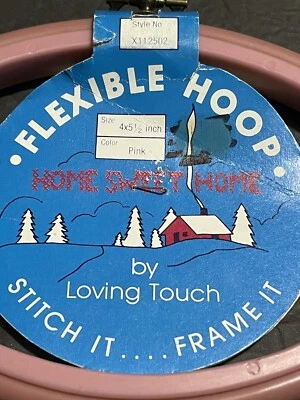 Style No
X112502
• FLEXIBLE HOOP •
Size
4x5½ inch
Color
Pink
HOME SWEET HOME
by
Loving Touch
STITCH IT....FRAME IT